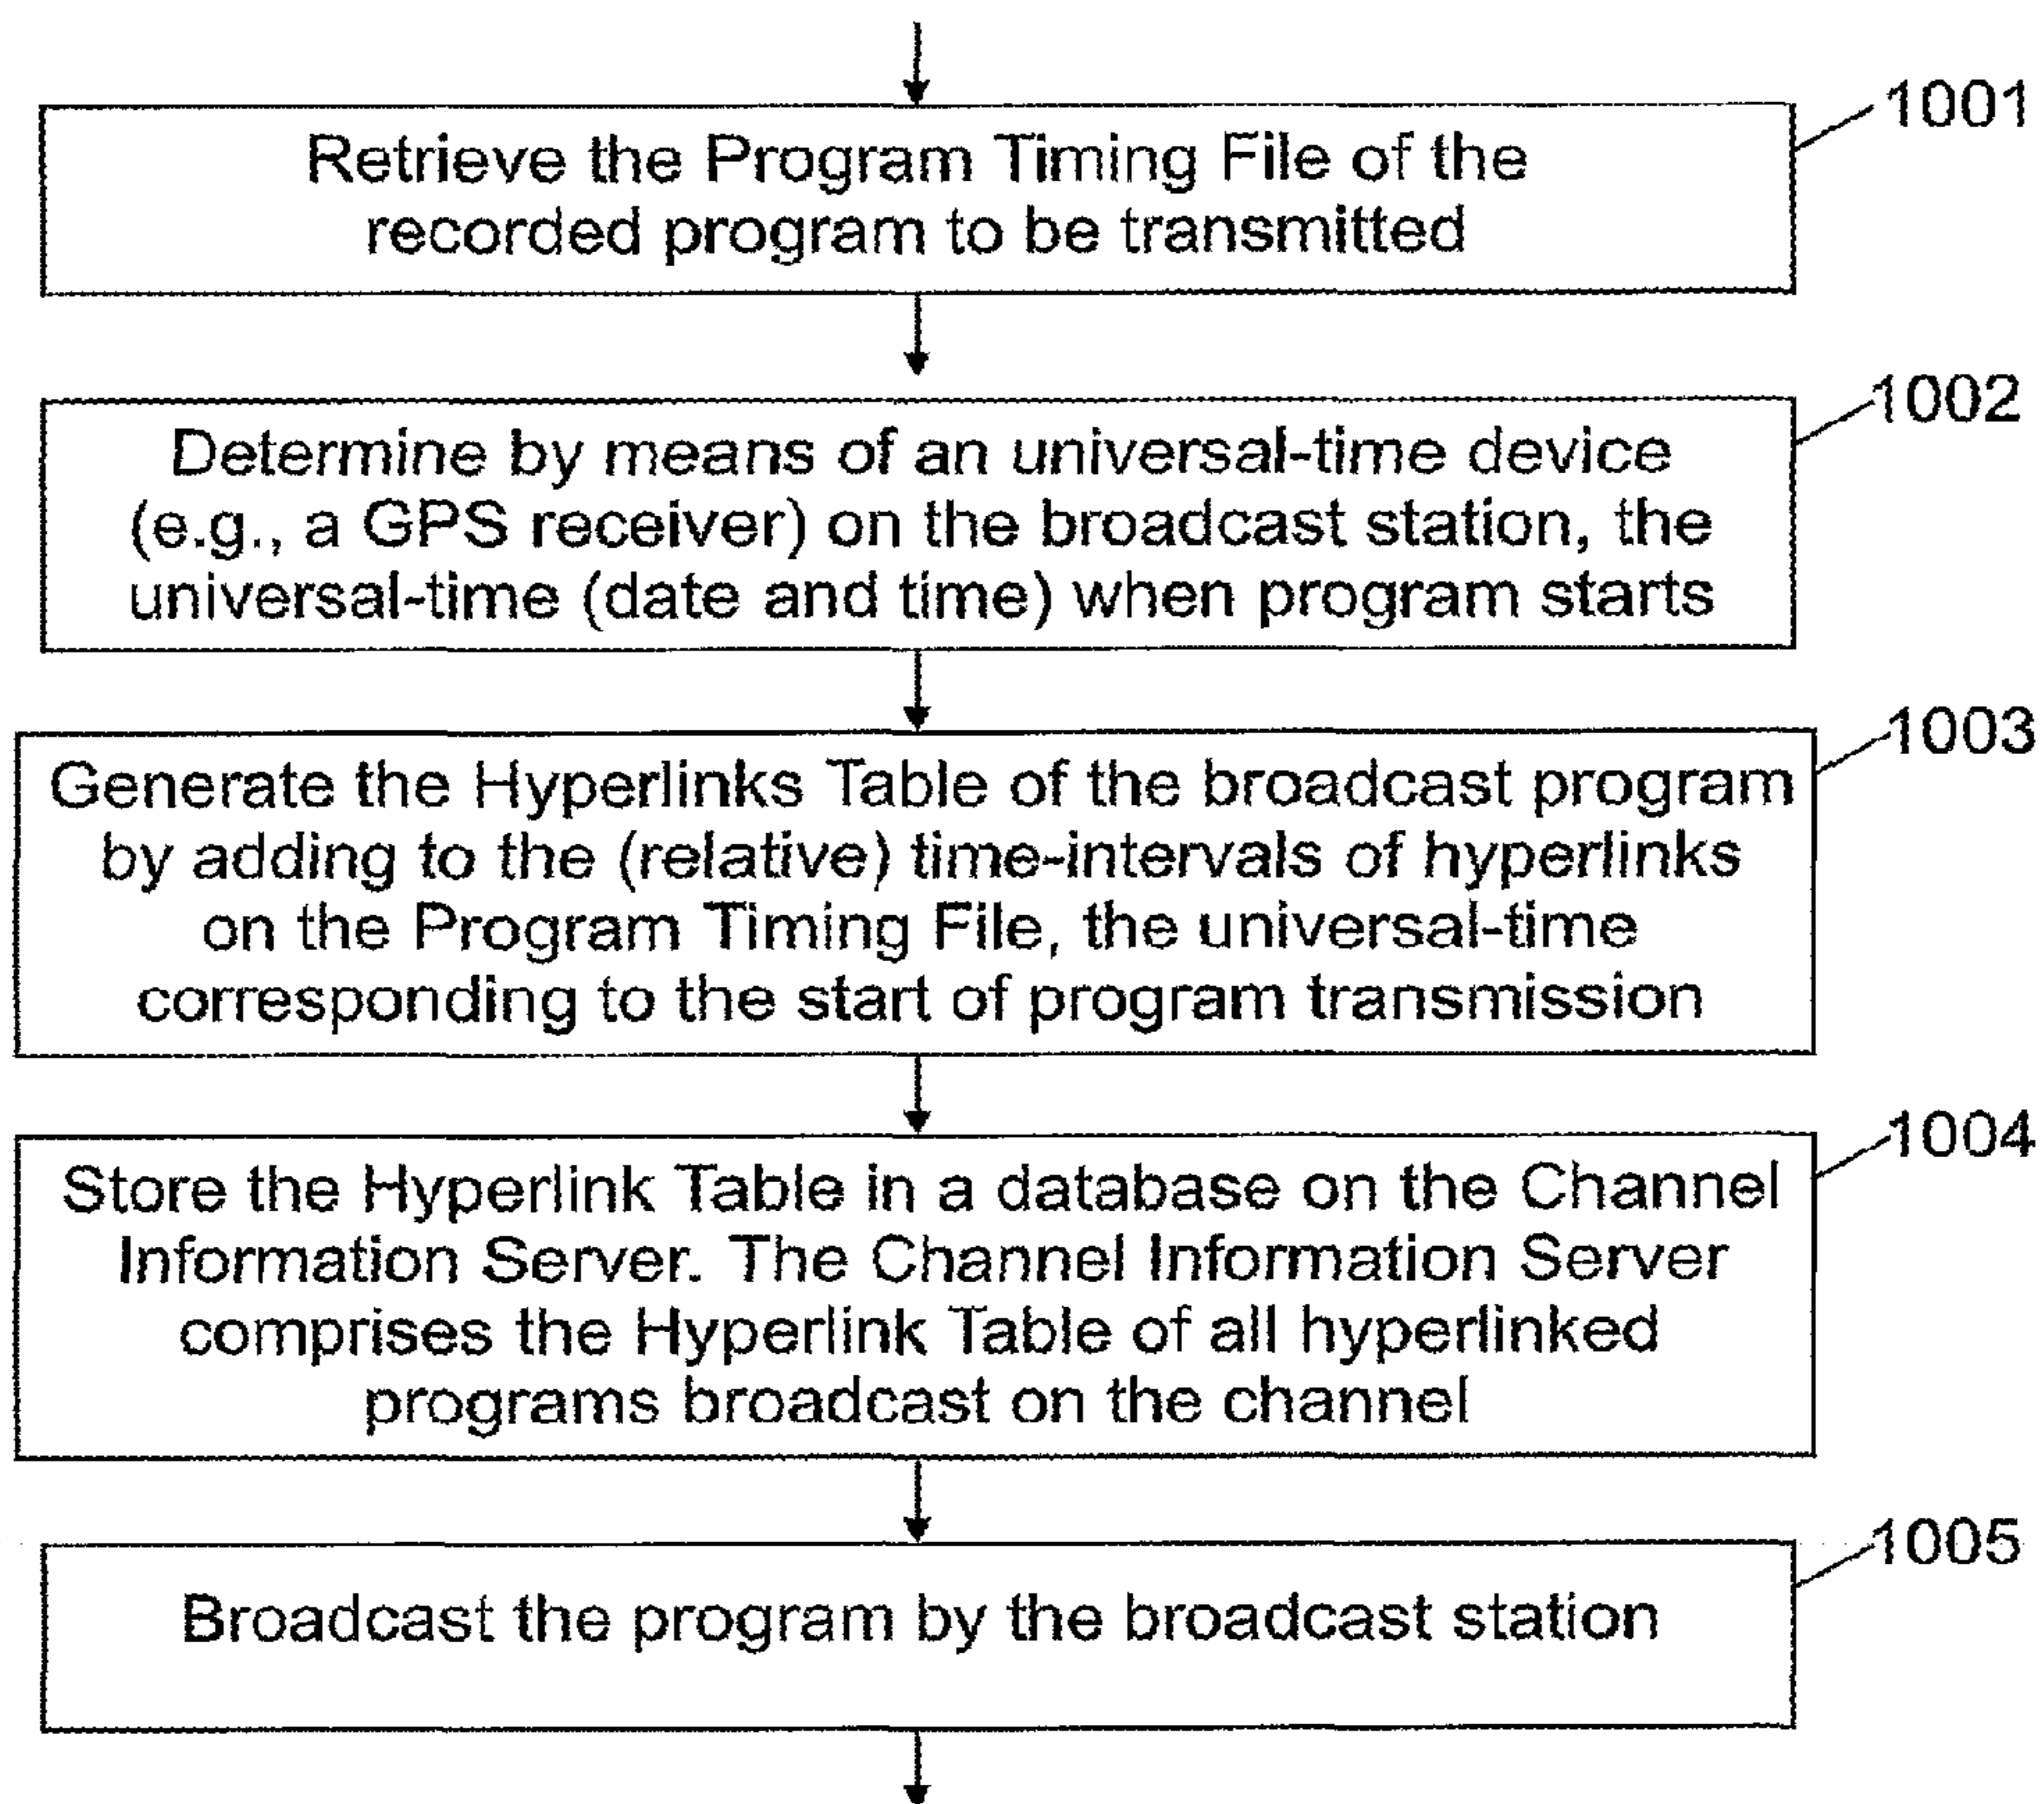 1001
Retrieve the Program Timing File of the
recorded program to be transmitted
1002
Determine by means of an universal-time device
(e.g., a GPS receiver) on the broadcast station, the
universal-time (date and time) when program starts
1003
Generate the Hyperlinks Table of the broadcast program
by adding to the (relative) time-intervals of hyperlinks
on the Program Timing File, the universal-time
corresponding to the start of program transmission
1004
Store the Hyperlink Table in a database on the Channel
Information Server. The Channel Information Server
comprises the Hyperlink Table of all hyperlinked
programs broadcast on the channel
1005
Broadcast the program by the broadcast station